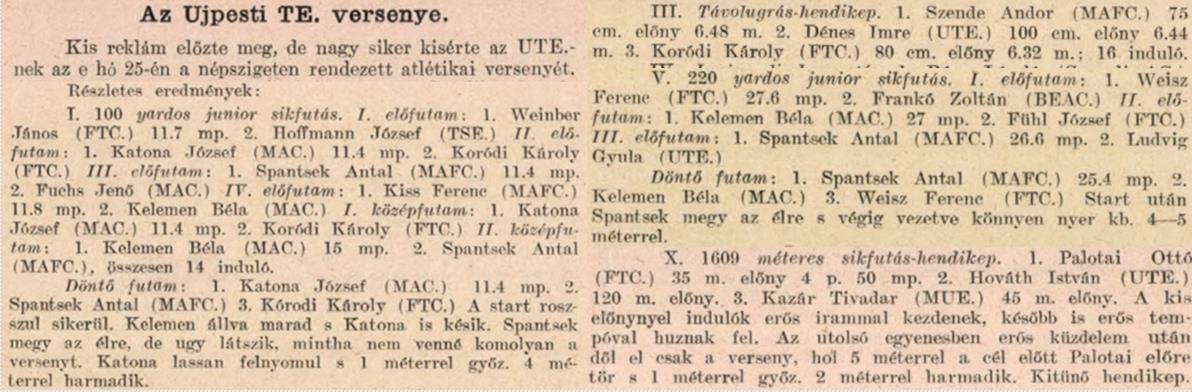 Az Ujpesti TE. versenye.
Kis reklám előzte meg, de nagy siker kisérte az UTE.-
nek az e hó 25-én a népszigeten rendezett atlétikai versenyét.
Részletes eredmények:
I. 100 yardos junior sikfutás. I. előfutam: 1. Weinber
János (FTC.) 11.7 mp. 2. Hoffmann József (TSE.) II. elő-
futam: 1. Katona József (MAC.) 11.4 mp. 2. Koródi Károly
(FTC.) III. előfutam: 1. Spantsek Antal (MAFC.) 11.4 mp.
2. Fuchs Jenő (MAC.) IV. előfutam: 1. Kiss Ferenc (MAFC.)
11.8 mp. 2. Kelemen Béla (MAC.) I. középfutam: 1. Katona
József (MAC.) 11.4 mp. 2. Koródi Károly (FTC.) II. középfu-
tam: 1. Kelemen Béla (MAC.) 15 mp. 2. Spantsek Antal
(MAFC.), összesen 14 induló.
Döntő futam: 1. Katona József (MAC.) 11.4 mp. 2.
Spantsek Antal (MAFC.) 3. Kórodi Károly (FTC.) A start rosz-
szul sikerül. Kelemen állva marad s Katona is késik. Spantsek
megy az élre, de ugy látszik, mintha nem venné komolyan a
versenyt. Katona lassan felnyomul s 1 méterrel győz. 4 mé-
terrel harmadik.
III. Távolugrás-hendikep. 1. Szende Andor (MAFC.) 75
cm. előny 6.48 m. 2. Dénes Imre (UTE.) 100 cm. előny 6.44
m. 3. Koródi Károly (FTC.) 80 cm. előny 6.32 m.; 16 induló.
V. 220 yardos junior sikfutás. I. előfutam: 1. Weisz
Ferenc (FTC.) 27.6 mp. 2. Frankó Zoltán (BEAC.) II. elő-
futam: 1. Kelemen Béla (MAC.) 27 mp. 2. Fühl József (FTC.)
III. előfutam: 1. Spantsek Antal (MAFC.) 26.6 mp. 2. Ludvig
Gyula (UTE.)
Döntő futam: 1. Spantsek Antal (MAFC.) 25.4 mp. 2.
Kelemen Béla (MAC.) 3. Weisz Ferenc (FTC.) Start után
Spantsek megy az élre s végig vezetve könnyen nyer kb. 4—5
méterrel.
X. 1609 méteres sikfutás-hendikep. 1. Palotai Ottó
(FTC.) 35 m. előny 4 p. 50 mp. 2. Hováth István (UTE.)
120 m. előny. 3. Kazár Tivadar (MUE.) 45 m. előny. A kis
előnynyel indulók erős irammal kezdenek, később is erős tem-
póval huznak fel. Az utolsó egyenesben erős küzdelem után
dől el csak a verseny, hol 5 méterrel a cél előtt Palotai előre
tör s 1 méterrel győz. 2 méterrel harmadik. Kitünő hendikep.